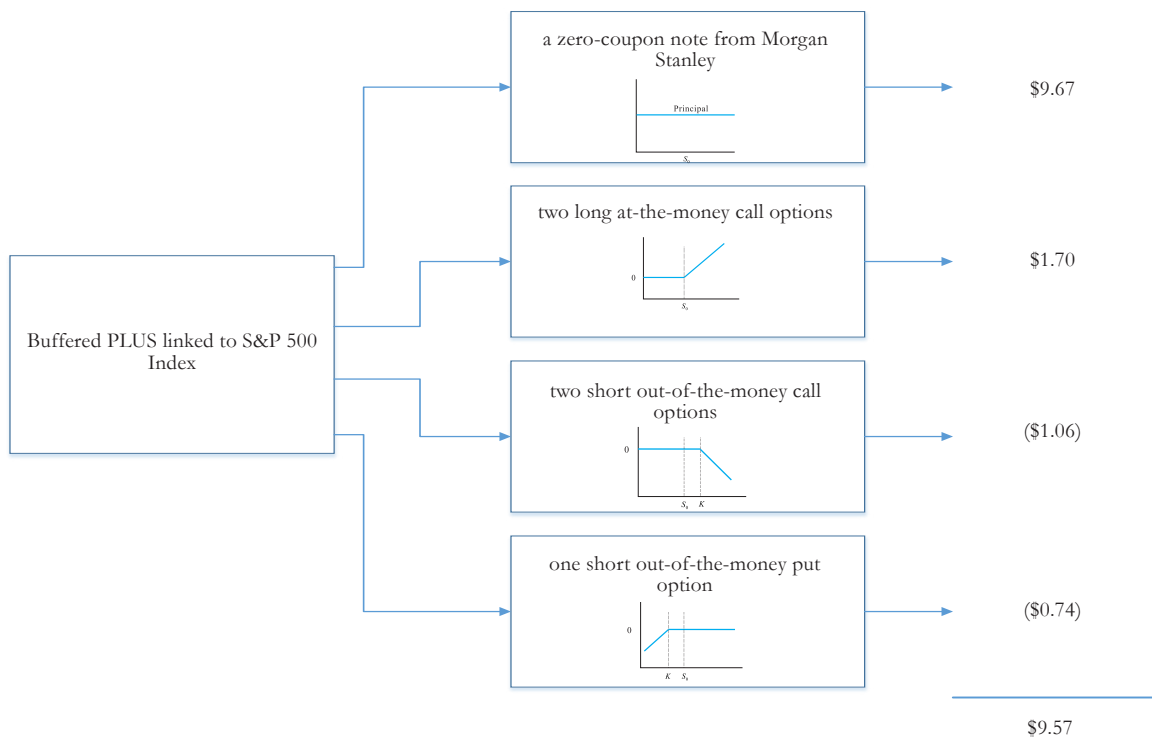 a zero-coupon note from Morgan
Stanley
Principal
S₀
$9.67
two long at-the-money call options
0
S₀
$1.70
Buffered PLUS linked to S&P 500
Index
two short out-of-the-money call
options
0
S₀ K
($1.06)
one short out-of-the-money put
option
0
K S₀
($0.74)
$9.57